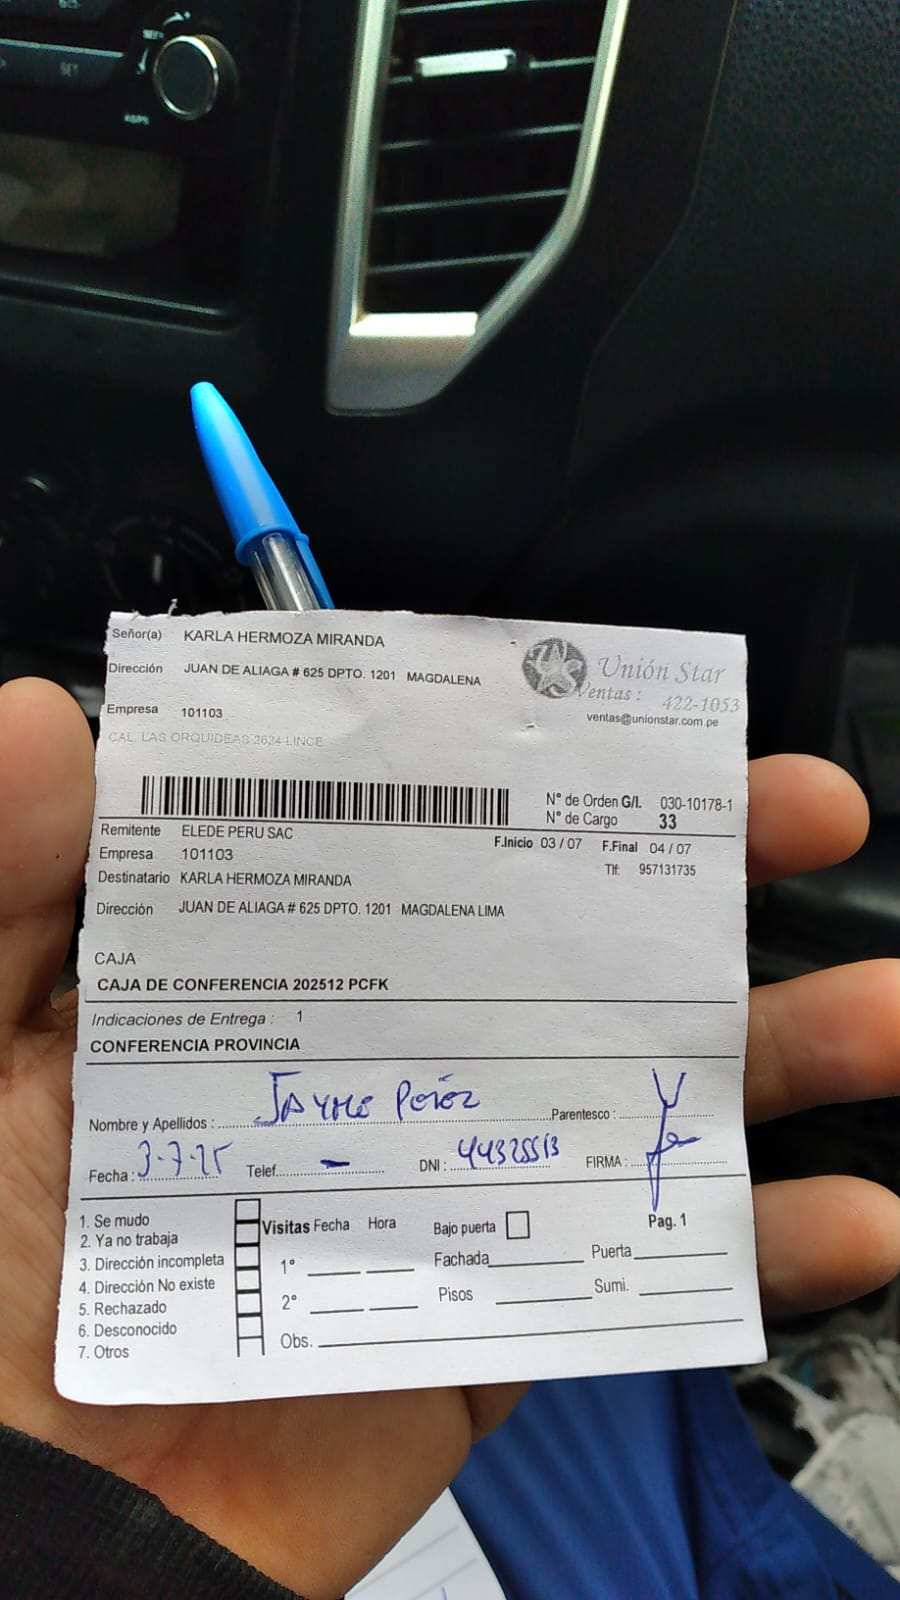 Señor(a) KARLA HERMOZA MIRANDA
Dirección JUAN DE ALIAGA # 625 DPTO. 1201 MAGDALENA
Unión Star
Ventas : 422-1053
ventas@unionstar.com.pe
Empresa 101103
CAL. LAS ORQUIDEAS 2624 LINCE
N° de Orden G/I. 030-10178-1
N° de Cargo 33
Remitente ELEDE PERU SAC
F.Inicio 03 / 07 F.Final 04 / 07
Empresa 101103
Tlf: 957131735
Destinatario KARLA HERMOZA MIRANDA
Dirección JUAN DE ALIAGA # 625 DPTO. 1201 MAGDALENA LIMA
CAJA
CAJA DE CONFERENCIA 202512 PCFK
Indicaciones de Entrega : 1
CONFERENCIA PROVINCIA
Nombre y Apellidos : Parentesco :
Fecha : 3-7-25 Telef. - DNI : FIRMA :
1. Se mudo
2. Ya no trabaja
3. Dirección incompleta
4. Dirección No existe
5. Rechazado
6. Desconocido
7. Otros
Visitas Fecha Hora
1°
2°
Obs.
Bajo puerta
Pag. 1
Fachada Puerta
Pisos Sumi.